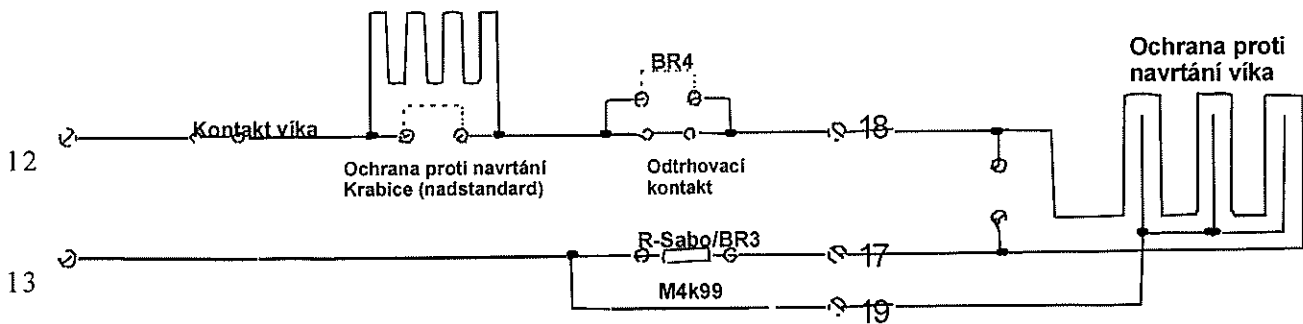 Ochrana proti
navrtání víka
BR4
12
Kontakt víka
18
Ochrana proti navrtání
Krabice (nadstandard)
Odtrhovací
kontakt
R-Sabo/BR3
17
13
M4k99
19